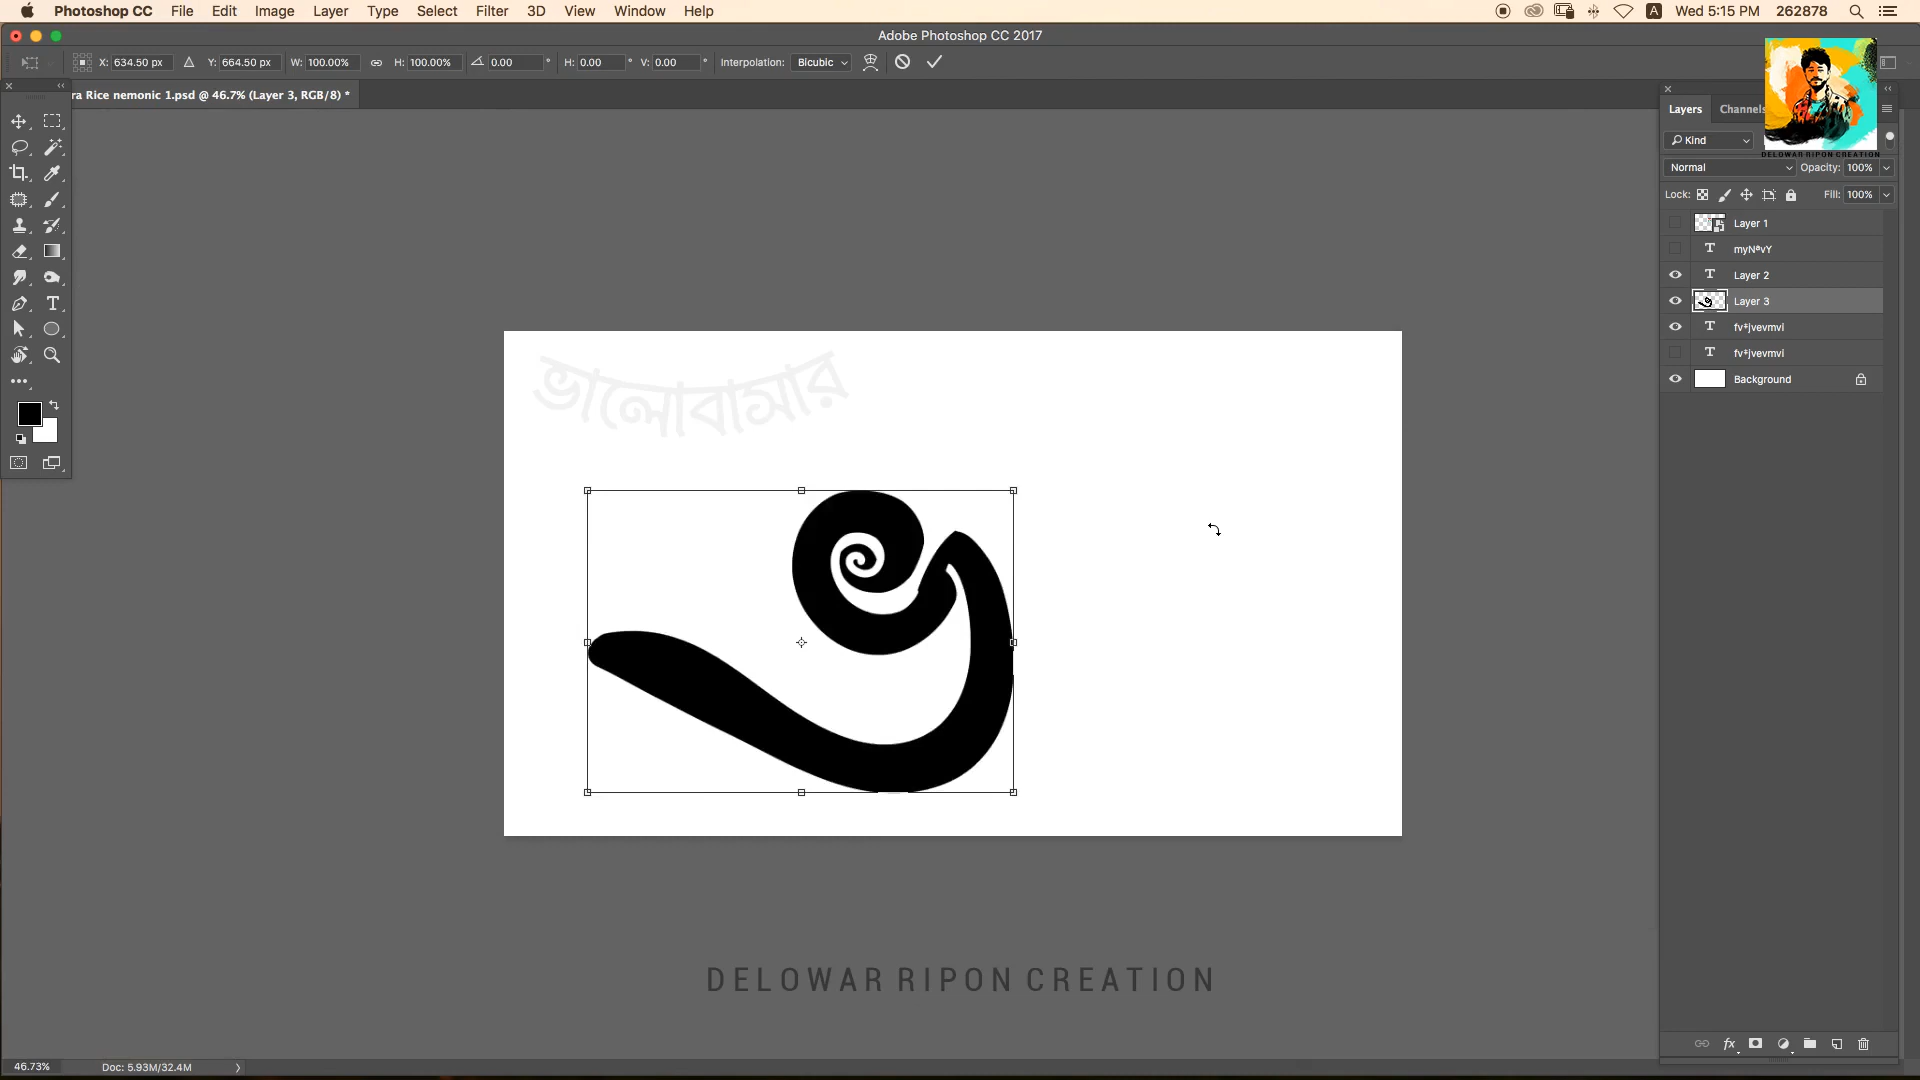 Photoshop CC File Edit Image Layer Type Select Filter 3D View Window Help A Wed 5:15 PM 262878
Adobe Photoshop CC 2017
X: 634.50 px Y: 664.50 px W: 100.00% H: 100.00% 0.00 ° H: 0.00 ° V: 0.00 ° Interpolation: Bicubic
ra Rice nemonic 1.psd @ 46.7% (Layer 3, RGB/8) *
Layers Channels
Kind
DELOWAR RIPON CREATION
Normal Opacity: 100%
Lock: Fill: 100%
Layer 1
T myNªvY
T Layer 2
Layer 3
T fv‡jvevmvi
T fv‡jvevmvi
Background
ভালোবাসার
DELOWAR RIPON CREATION
46.73% Doc: 5.93M/32.4M